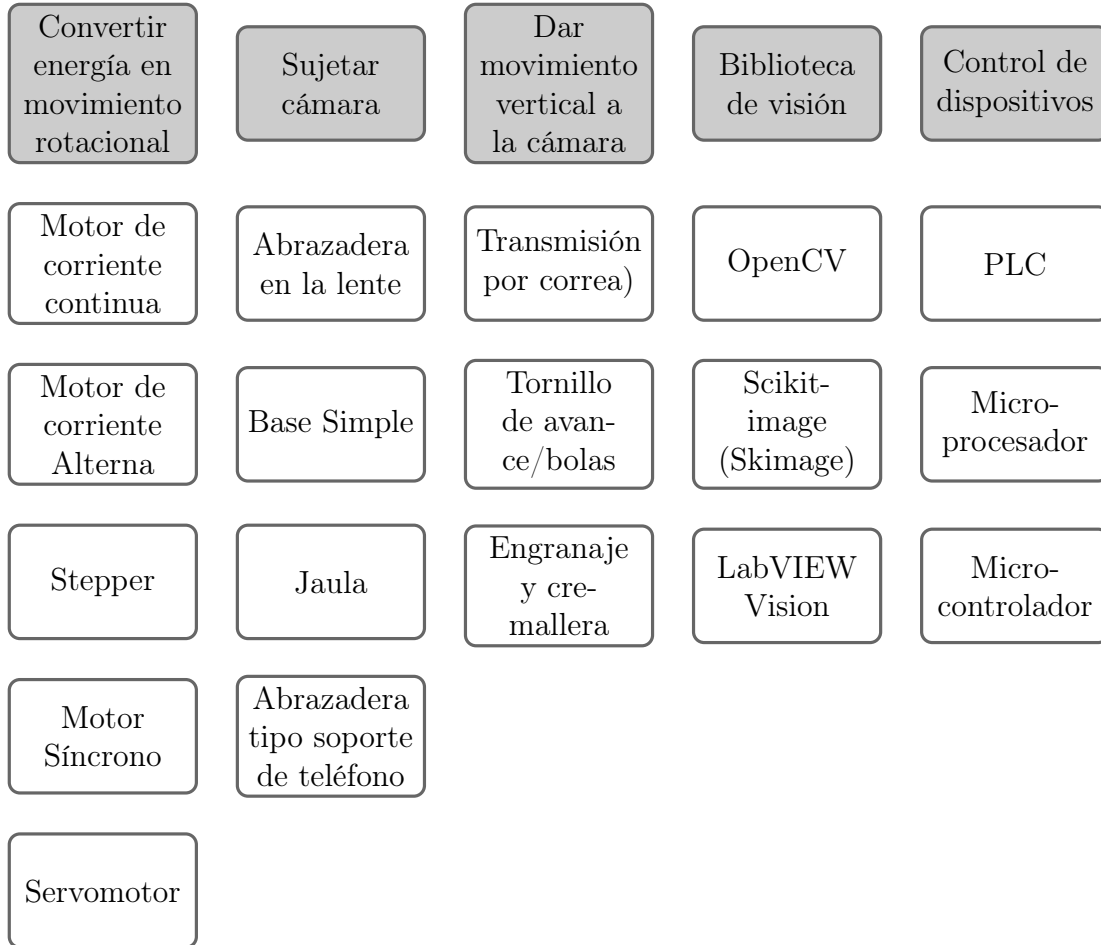 Convertir
energía en
movimiento
rotacional
Sujetar
cámara
Dar
movimiento
vertical a
la cámara
Biblioteca
de visión
Control de
dispositivos
Motor de
corriente
continua
Abrazadera
en la lente
Transmisión
por correa)
OpenCV
PLC
Motor de
corriente
Alterna
Base Simple
Tornillo
de avan-
ce/bolas
Scikit-
image
(Skimage)
Micro-
procesador
Stepper
Jaula
Engranaje
y cre-
mallera
LabVIEW
Vision
Micro-
controlador
Motor
Síncrono
Abrazadera
tipo soporte
de teléfono
Servomotor